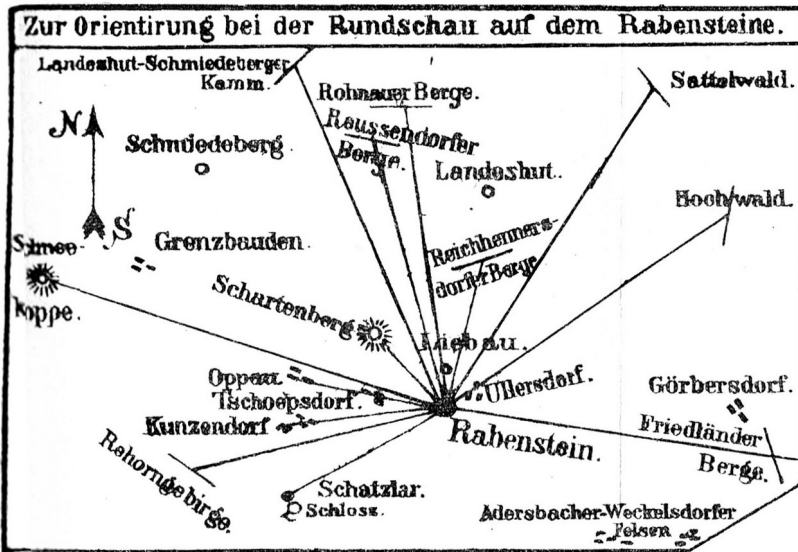 Zur Orientirung bei der Rundschau auf dem Rabensteine.
Landeshut-Schmiedeberger
Kamm.
Rohnauer Berge.
Sattelwald.
N
Reussendorfer
Berge.
Schmiedeberg
Landeshut.
Hochwald.
S
Schnee-
koppe.
Grenzbauden.
Reichhenners-
dorfer Berge
Schartenberg
Liebau.
Oppau.
Tschoepsdorf.
Kunzendorf
Ullersdorf.
Görbersdorf.
Rabenstein.
Friedländer
Berge.
Rehorngebirge.
Schatzlar.
Schloss.
Adersbacher-Weckelsdorfer
Felsen